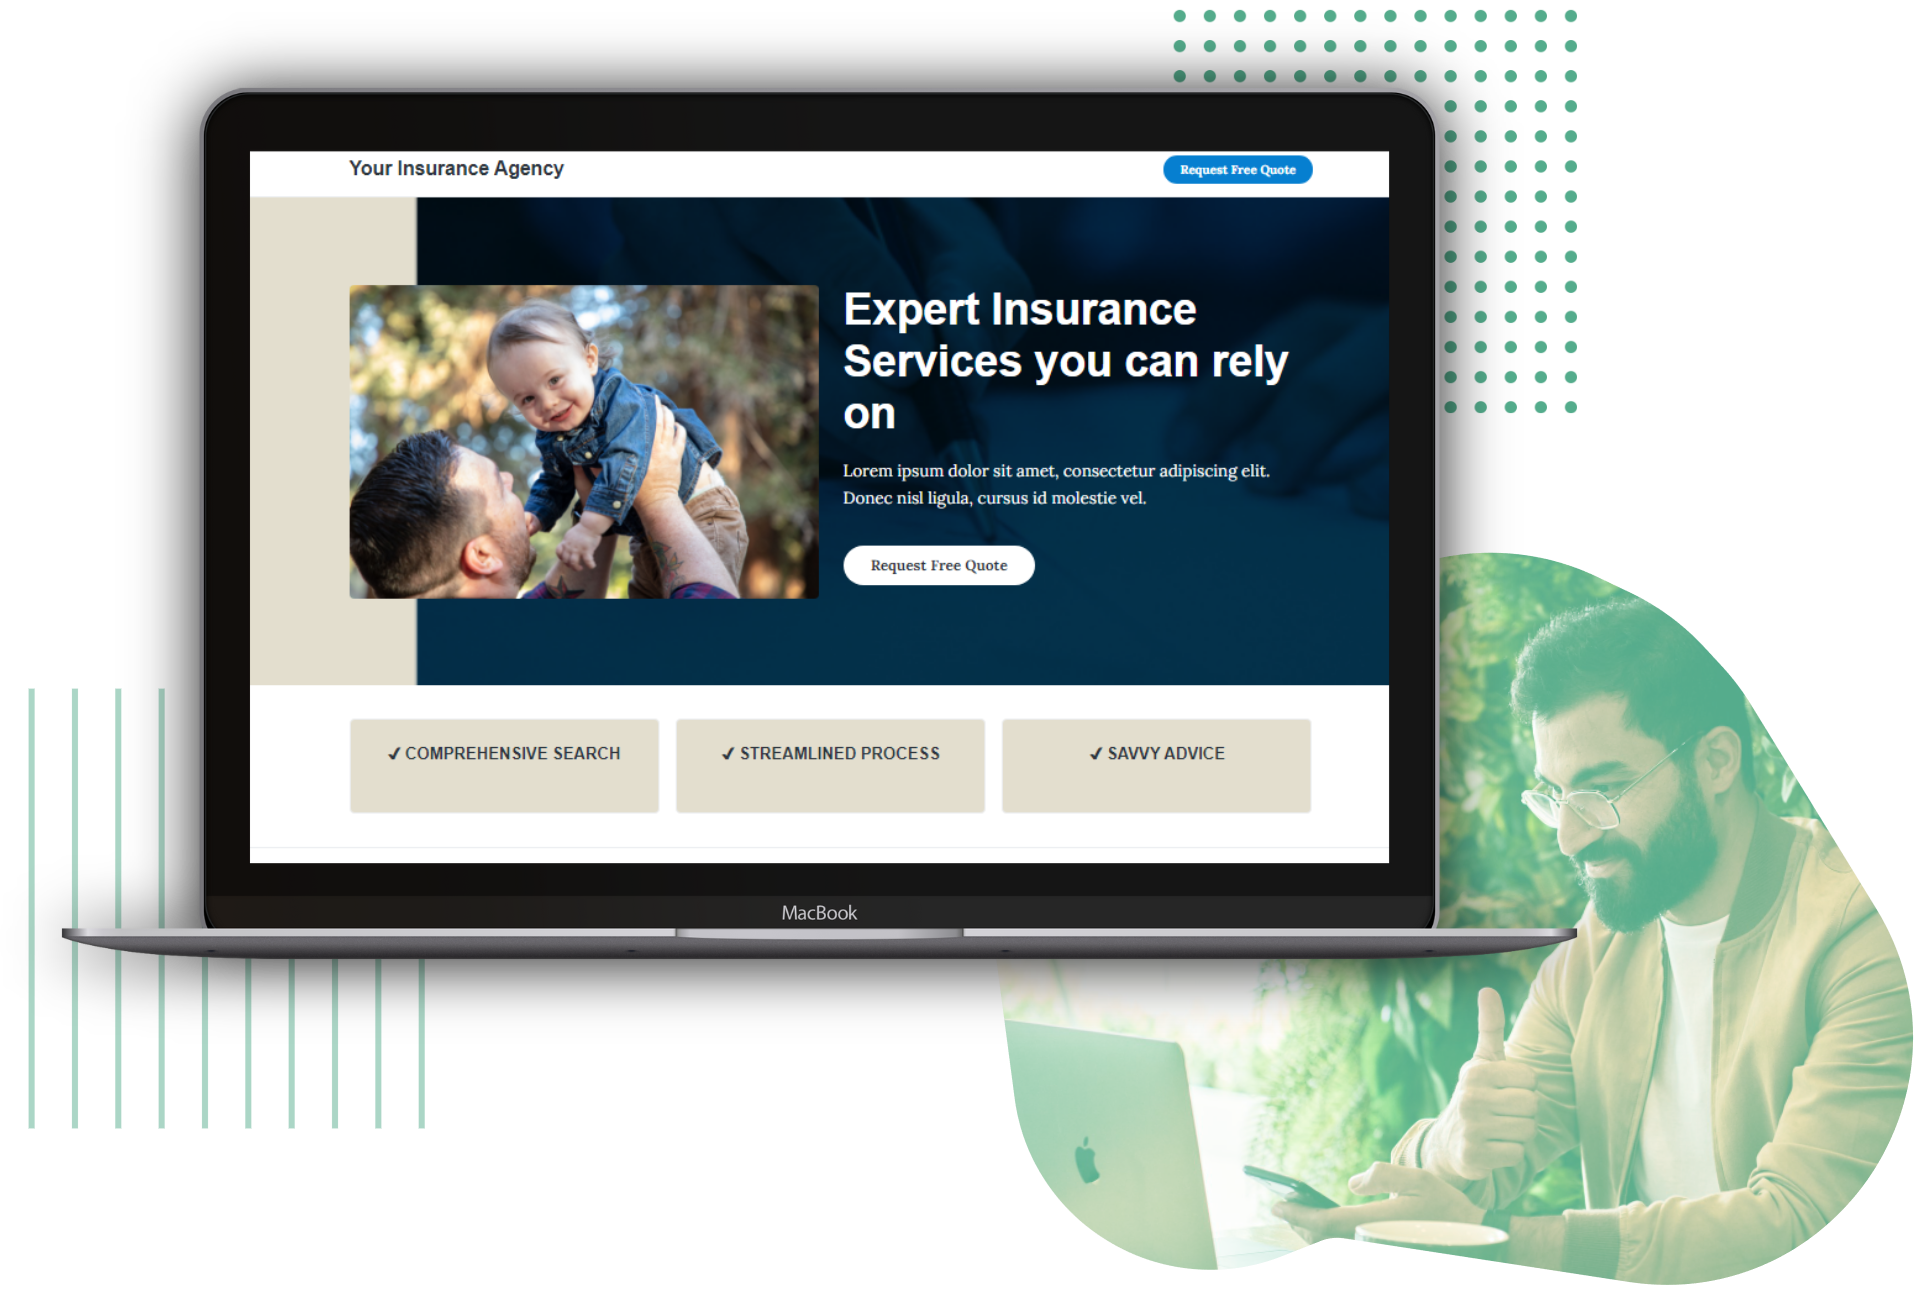 Your Insurance Agency
Request Free Quote
Expert Insurance
Services you can rely
on
Lorem ipsum dolor sit amet, consectetur adipiscing elit.
Donec nisl ligula, cursus id molestie vel.
Request Free Quote
✓ COMPREHENSIVE SEARCH
✓ STREAMLINED PROCESS
✓ SAVVY ADVICE
MacBook